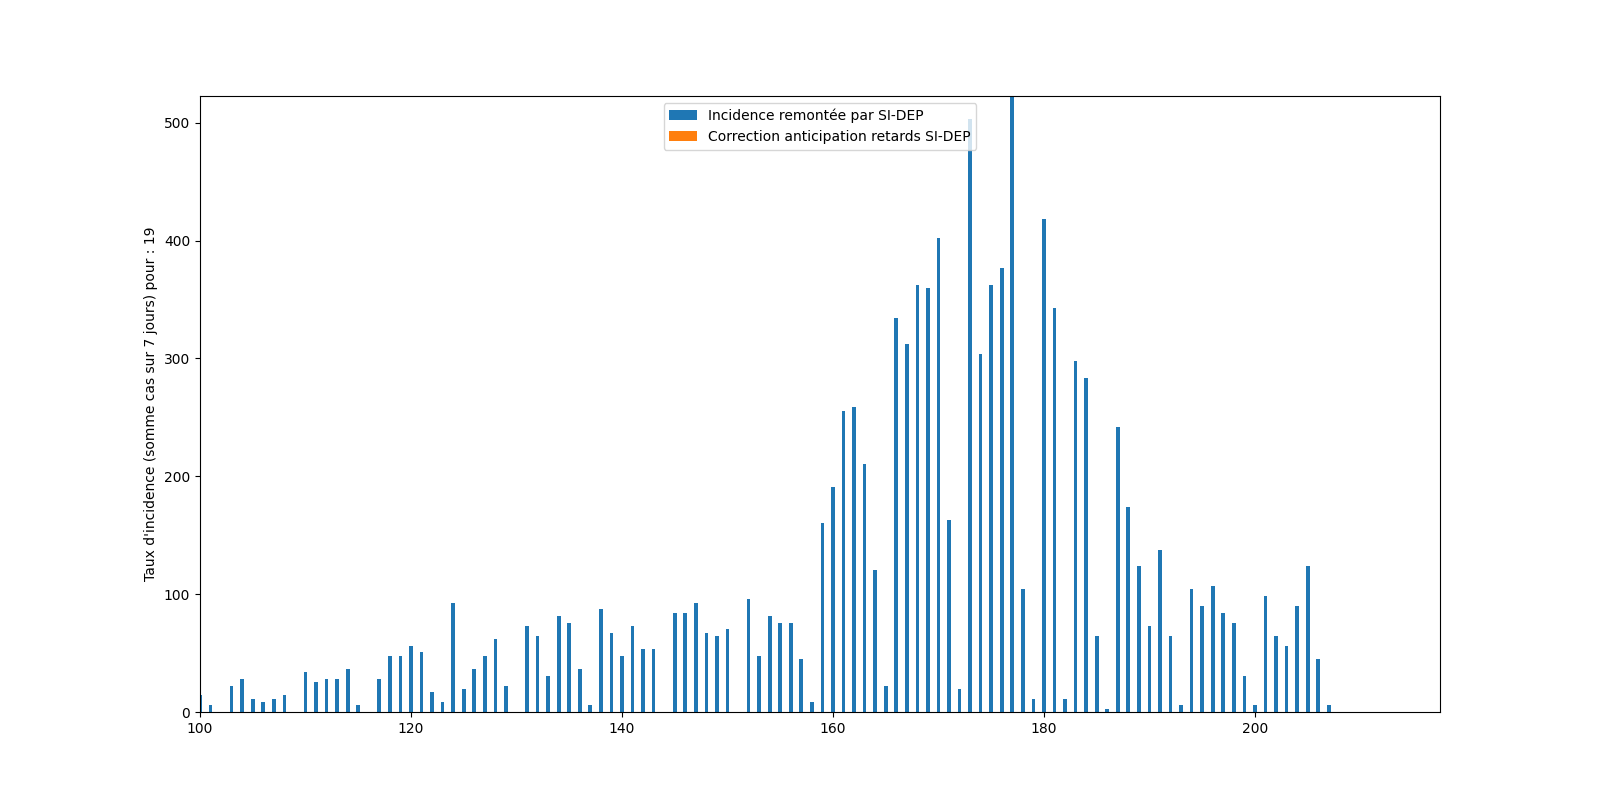 Incidence remontée par SI-DEP
Correction anticipation retards SI-DEP
Taux d'incidence (somme cas sur 7 jours) pour : 19
500
400
300
200
100
0
100 120 140 160 180 200